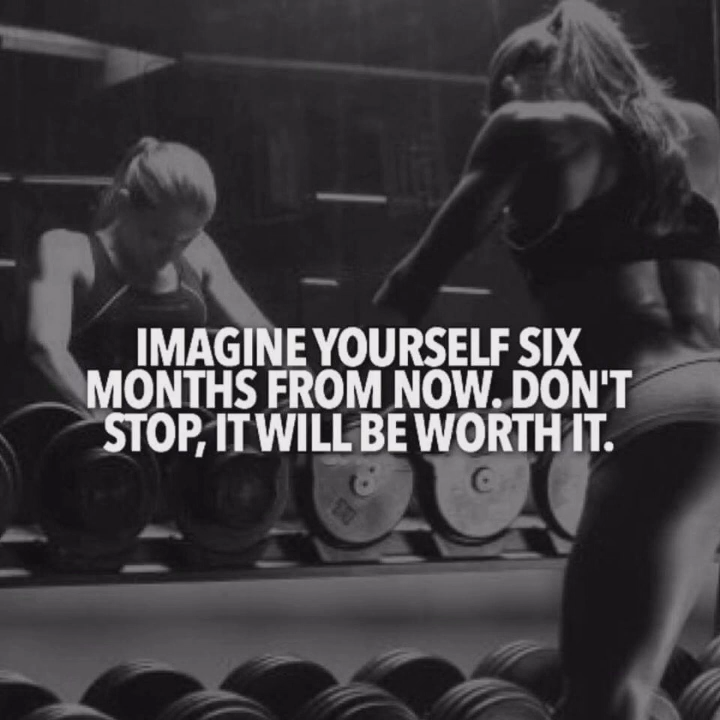 IMAGINE YOURSELF SIX
MONTHS FROM NOW. DON'T
STOP, IT WILL BE WORTH IT.